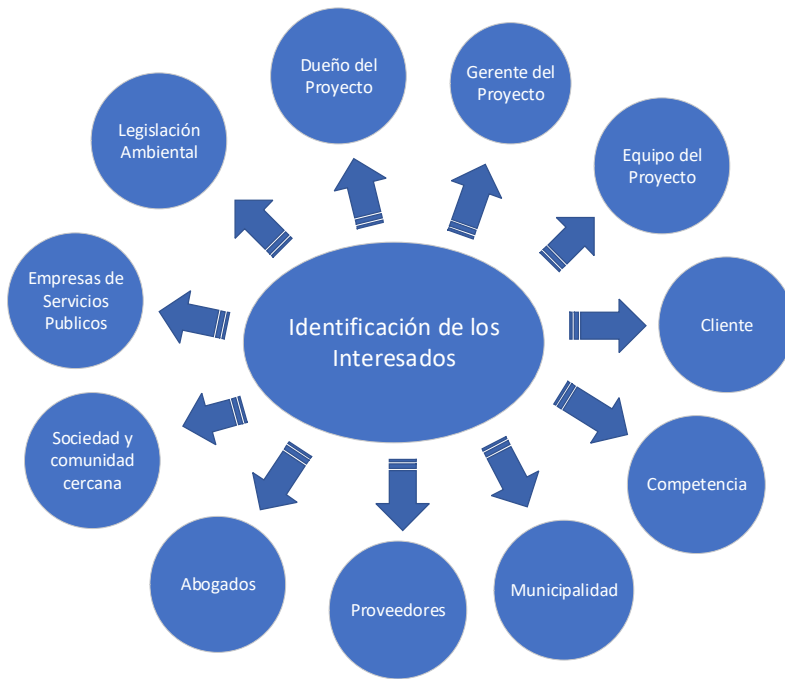 Dueño del
Proyecto
Gerente del
Proyecto
Legislación
Ambiental
Equipo del
Proyecto
Empresas de
Servicios
Publicos
Identificación de los
Interesados
Cliente
Sociedad y
comunidad
cercana
Competencia
Abogados
Proveedores
Municipalidad